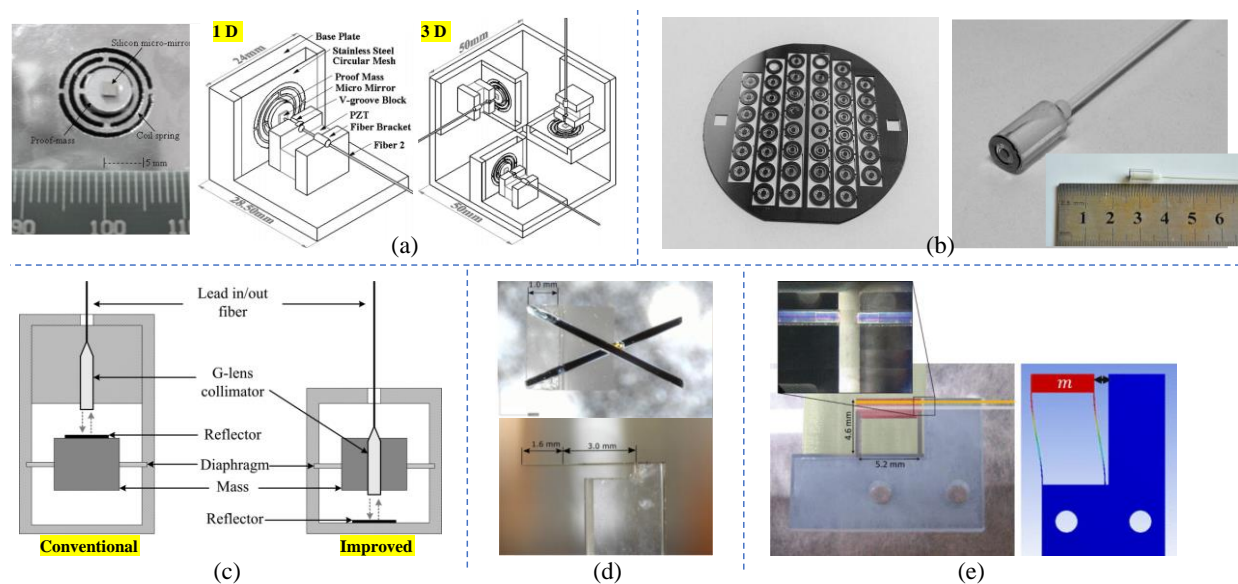 Silicon micro-mirror
Proof-mass
Coil spring
5 mm
90
100
110
1 D
Base Plate
Stainless Steel
Circular Mesh
Proof Mass
Micro Mirror
V-groove Block
PZT
Fiber Bracket
Fiber 2
24mm
28.50mm
3 D
50mm
50mm
(a)
1 2 3 4 5 6
(b)
Lead in/out
fiber
G-lens
collimator
Reflector
Diaphragm
Mass
Reflector
Conventional
Improved
(c)
1.0 mm
1.6 mm
3.0 mm
(d)
4.6 mm
5.2 mm
m
(e)